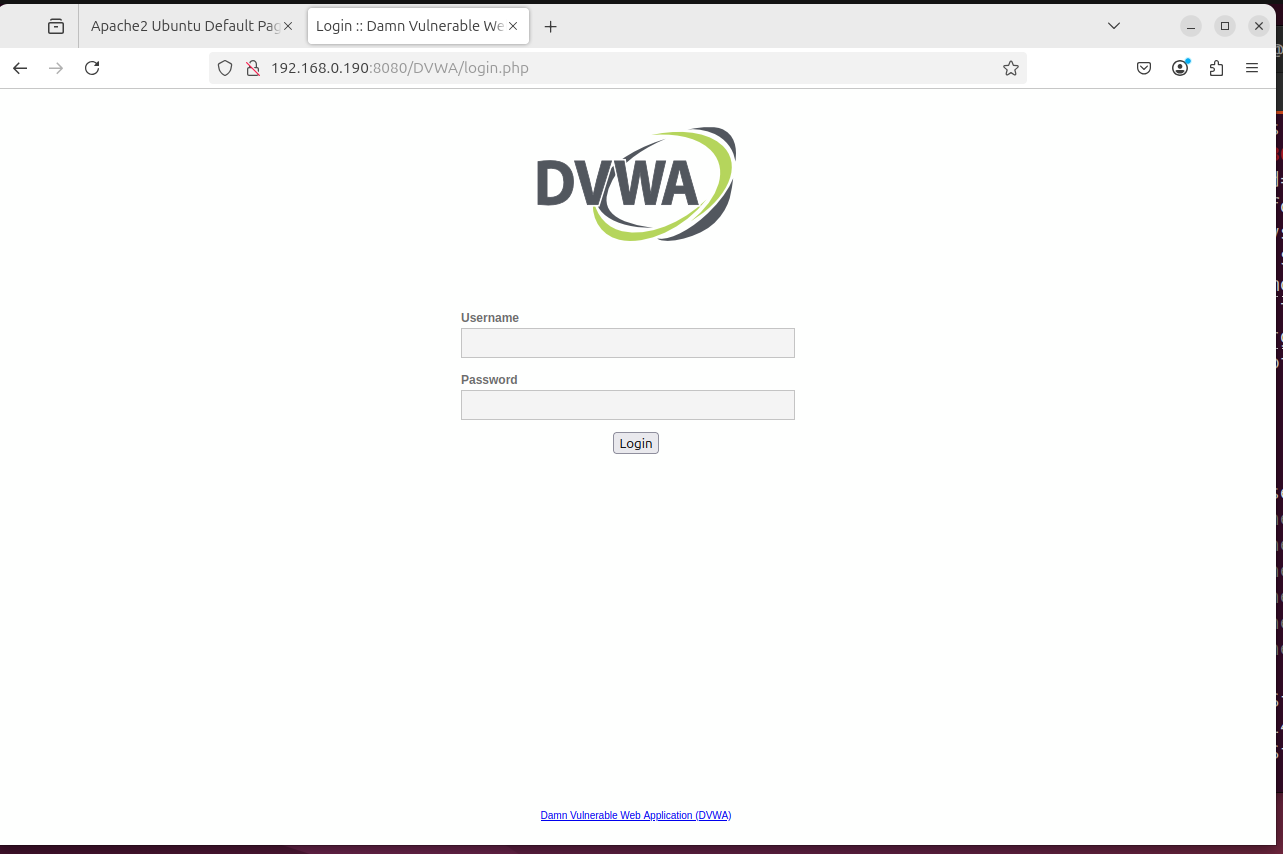 Apache2 Ubuntu Default Pag
Login :: Damn Vulnerable We
192.168.0.190:8080/DVWA/login.php
DVWA
Username
Password
Login
Damn Vulnerable Web Application (DVWA)